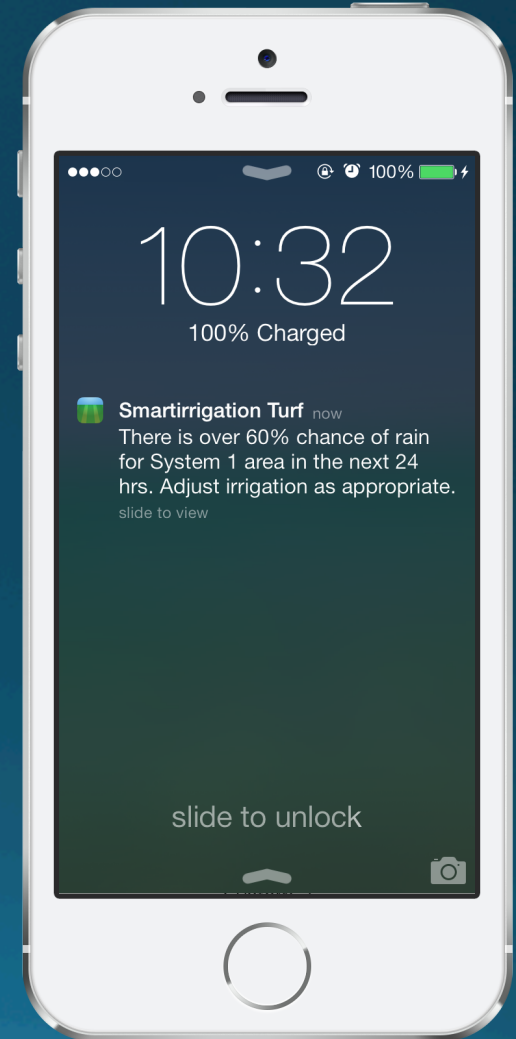 100%
10:32
100% Charged
Smartirrigation Turf now
There is over 60% chance of rain
for System 1 area in the next 24
hrs. Adjust irrigation as appropriate.
slide to view
slide to unlock